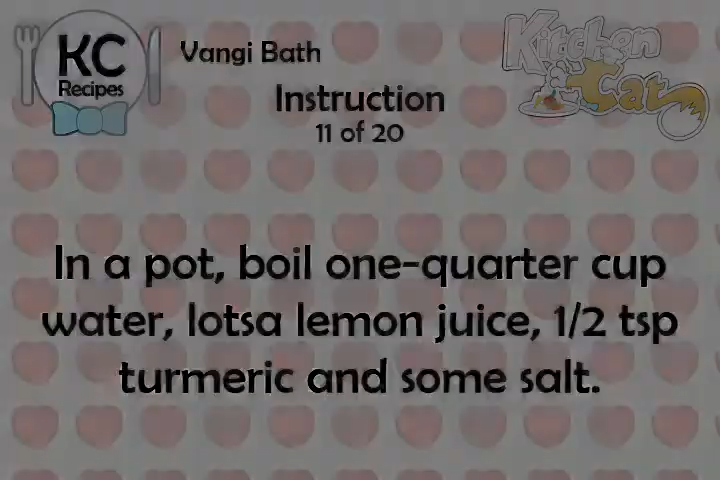 KC
Recipes
Vangi Bath
Kitchen
Cat
Instruction
11 of 20
In a pot, boil one-quarter cup
water, lotsa lemon juice, 1/2 tsp
turmeric and some salt.